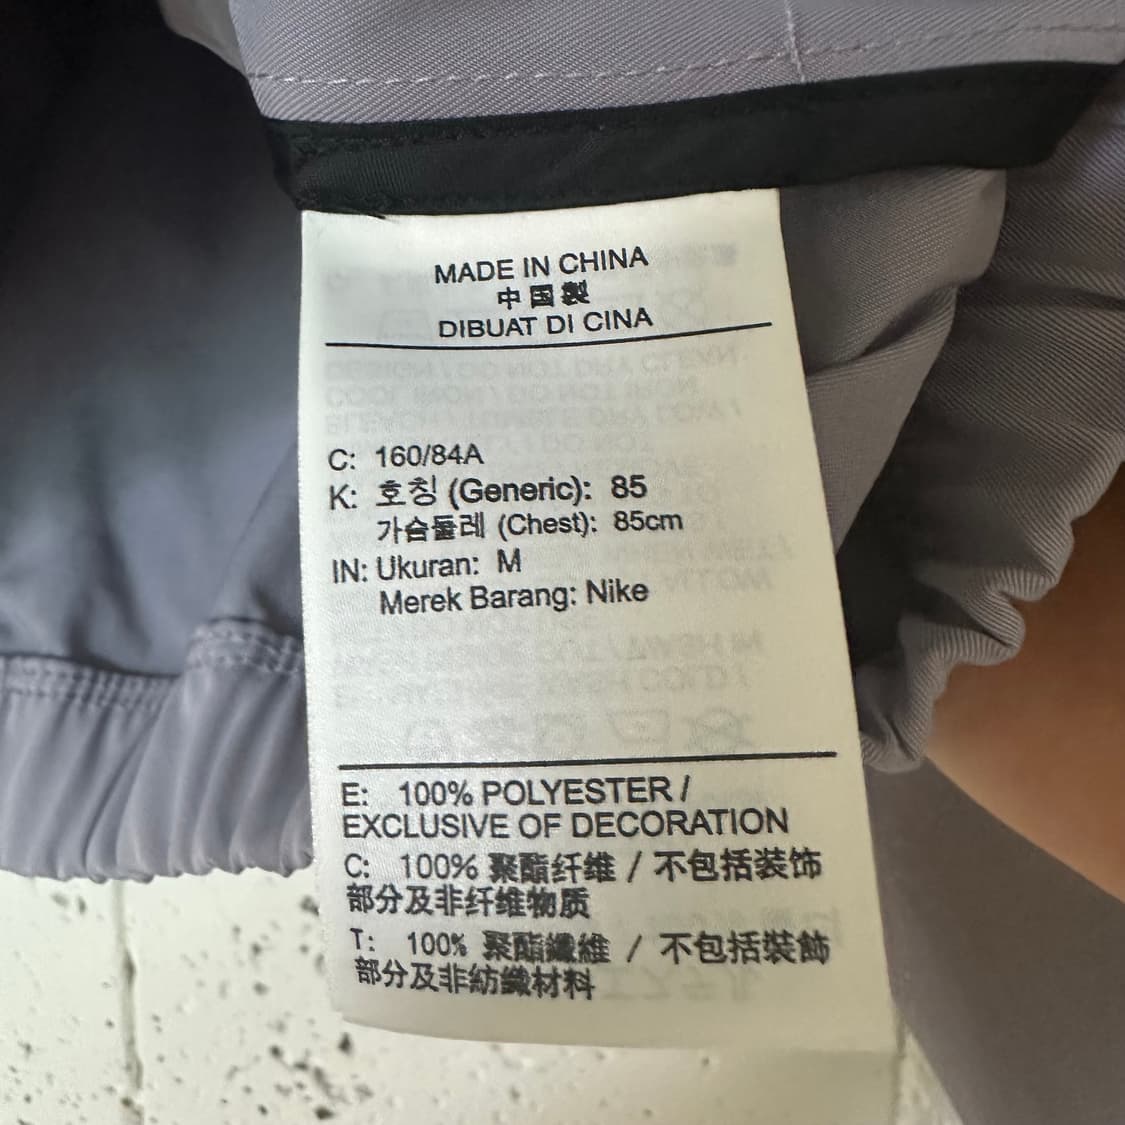 MADE IN CHINA
中国製
DIBUAT DI CINA
C: 160/84A
K: 호칭 (Generic): 85
가슴둘레 (Chest): 85cm
IN: Ukuran: M
Merek Barang: Nike
E: 100% POLYESTER /
EXCLUSIVE OF DECORATION
C: 100% 聚酯纤维 / 不包括装饰
部分及非纤维物质
T: 100% 聚酯纖維 / 不包括裝飾
部分及非紡織材料